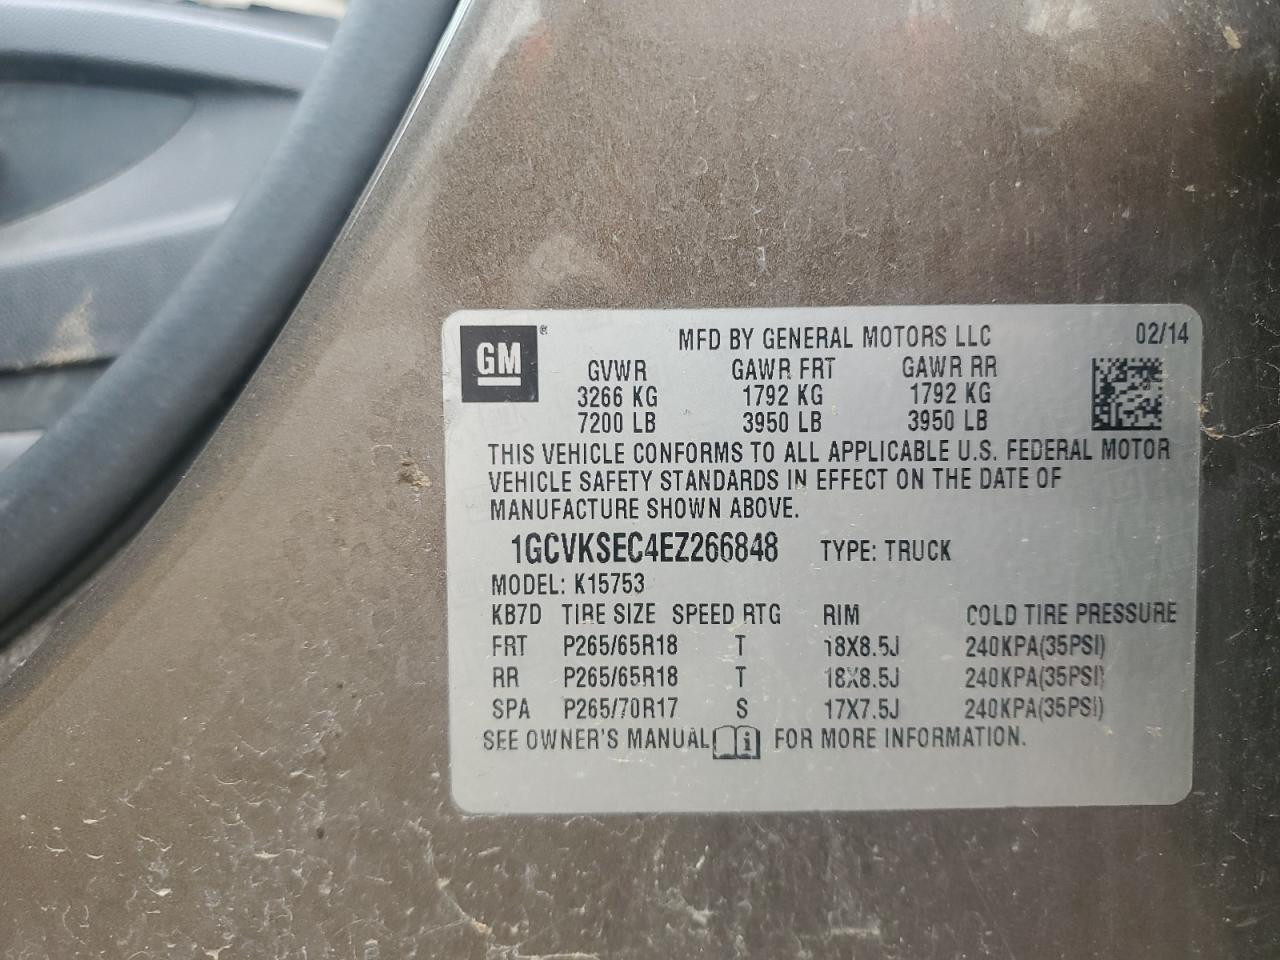 GM ®
MFD BY GENERAL MOTORS LLC 02/14
GVWR GAWR FRT GAWR RR
3266 KG 1792 KG 1792 KG
7200 LB 3950 LB 3950 LB
THIS VEHICLE CONFORMS TO ALL APPLICABLE U.S. FEDERAL MOTOR
VEHICLE SAFETY STANDARDS IN EFFECT ON THE DATE OF
MANUFACTURE SHOWN ABOVE.
1GCVKSEC4EZ266848 TYPE: TRUCK
MODEL: K15753
KB7D TIRE SIZE SPEED RTG RIM COLD TIRE PRESSURE
FRT P265/65R18 T 18X8.5J 240KPA(35PSI)
RR P265/65R18 T 18X8.5J 240KPA(35PSI)
SPA P265/70R17 S 17X7.5J 240KPA(35PSI)
SEE OWNER'S MANUAL i FOR MORE INFORMATION.